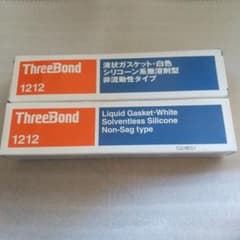 ThreeBond
1212
液状ガスケット・白色
シリコーン系無溶剤型
非流動性タイプ
ThreeBond
1212
Liquid Gasket-White
Solventless Silicone
Non-Sag type